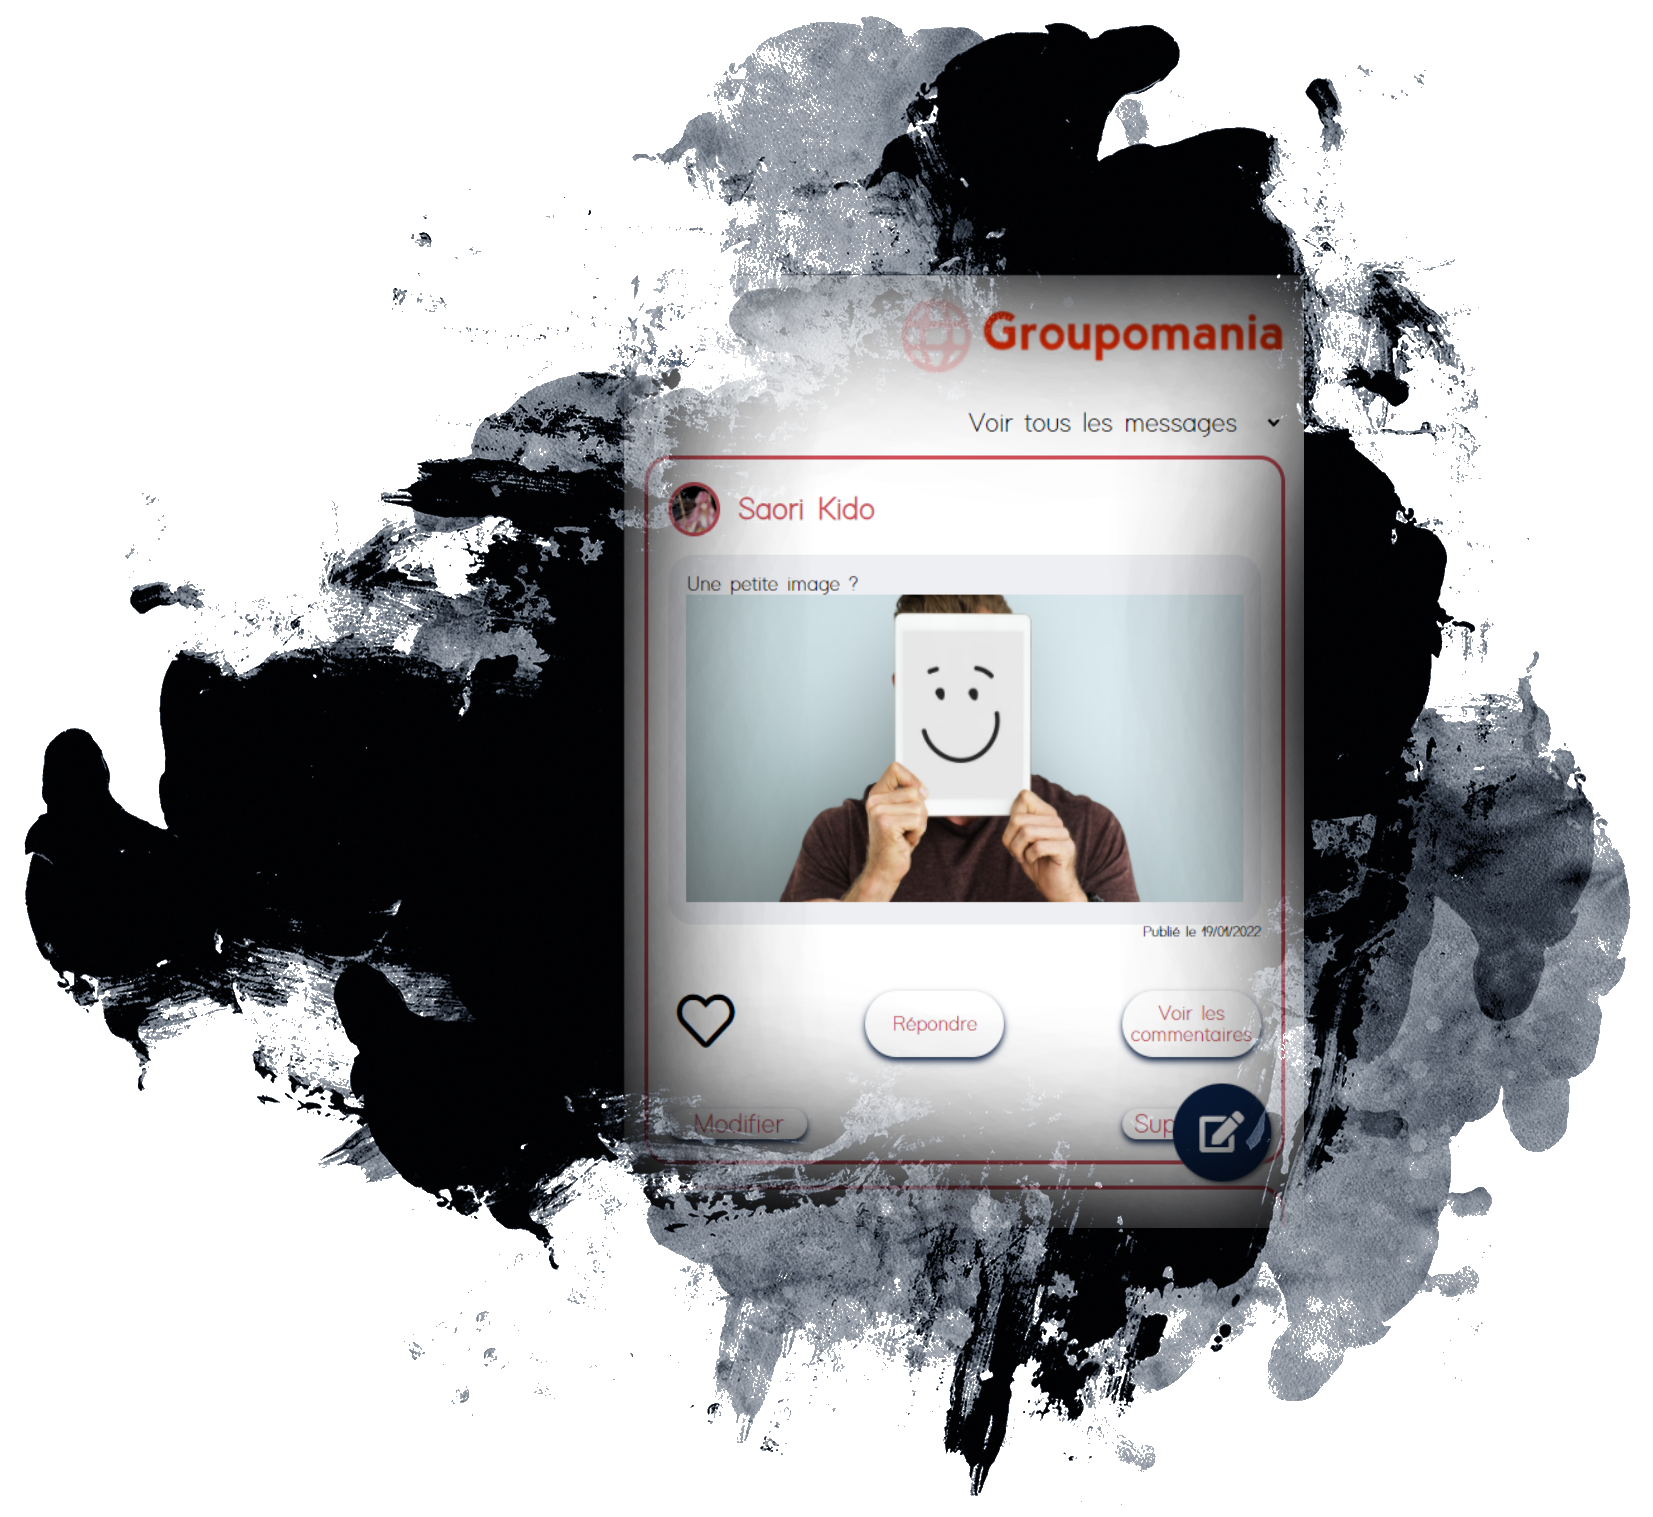 Groupomania
Voir tous les messages
Saori Kido
Une petite image ?
Publié le 19/01/2022
Répondre
Voir les
commentaires
Modifier
Sup